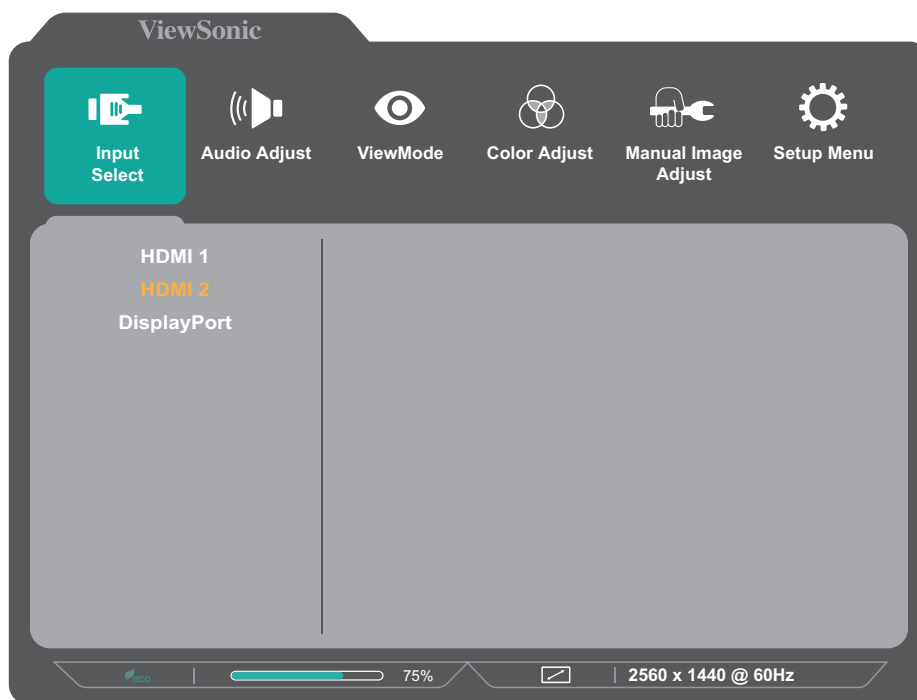 ViewSonic
Input
Select
Audio Adjust
ViewMode
Color Adjust
Manual Image
Adjust
Setup Menu
HDMI 1
HDMI 2
DisplayPort
eco
75%
2560 x 1440 @ 60Hz